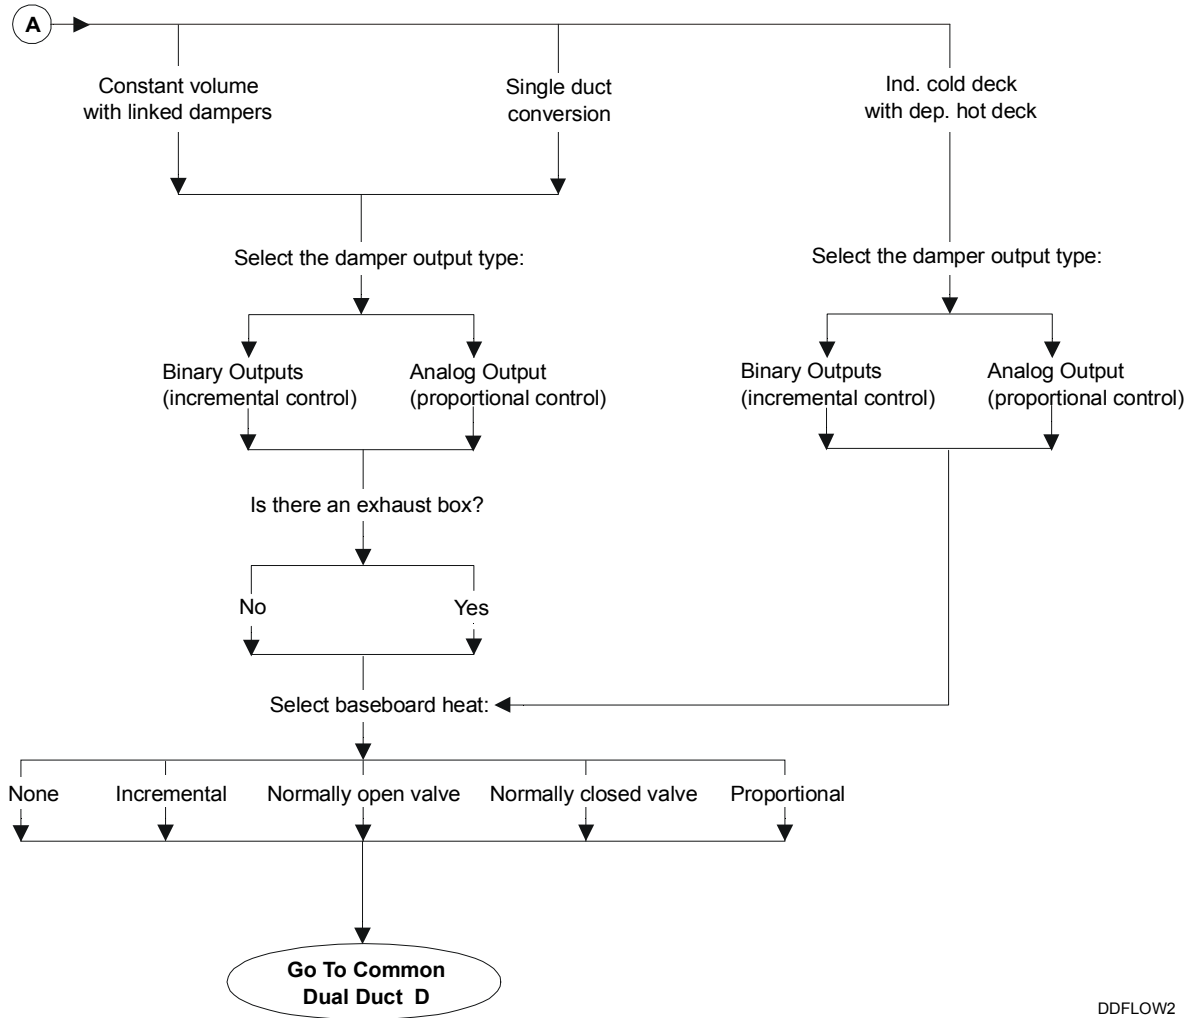 A
Constant volume
with linked dampers
Single duct
conversion
Ind. cold deck
with dep. hot deck
Select the damper output type:
Select the damper output type:
Binary Outputs
(incremental control)
Analog Output
(proportional control)
Binary Outputs
(incremental control)
Analog Output
(proportional control)
Is there an exhaust box?
No
Yes
Select baseboard heat:
None
Incremental
Normally open valve
Normally closed valve
Proportional
Go To Common
Dual Duct D
DDFLOW2